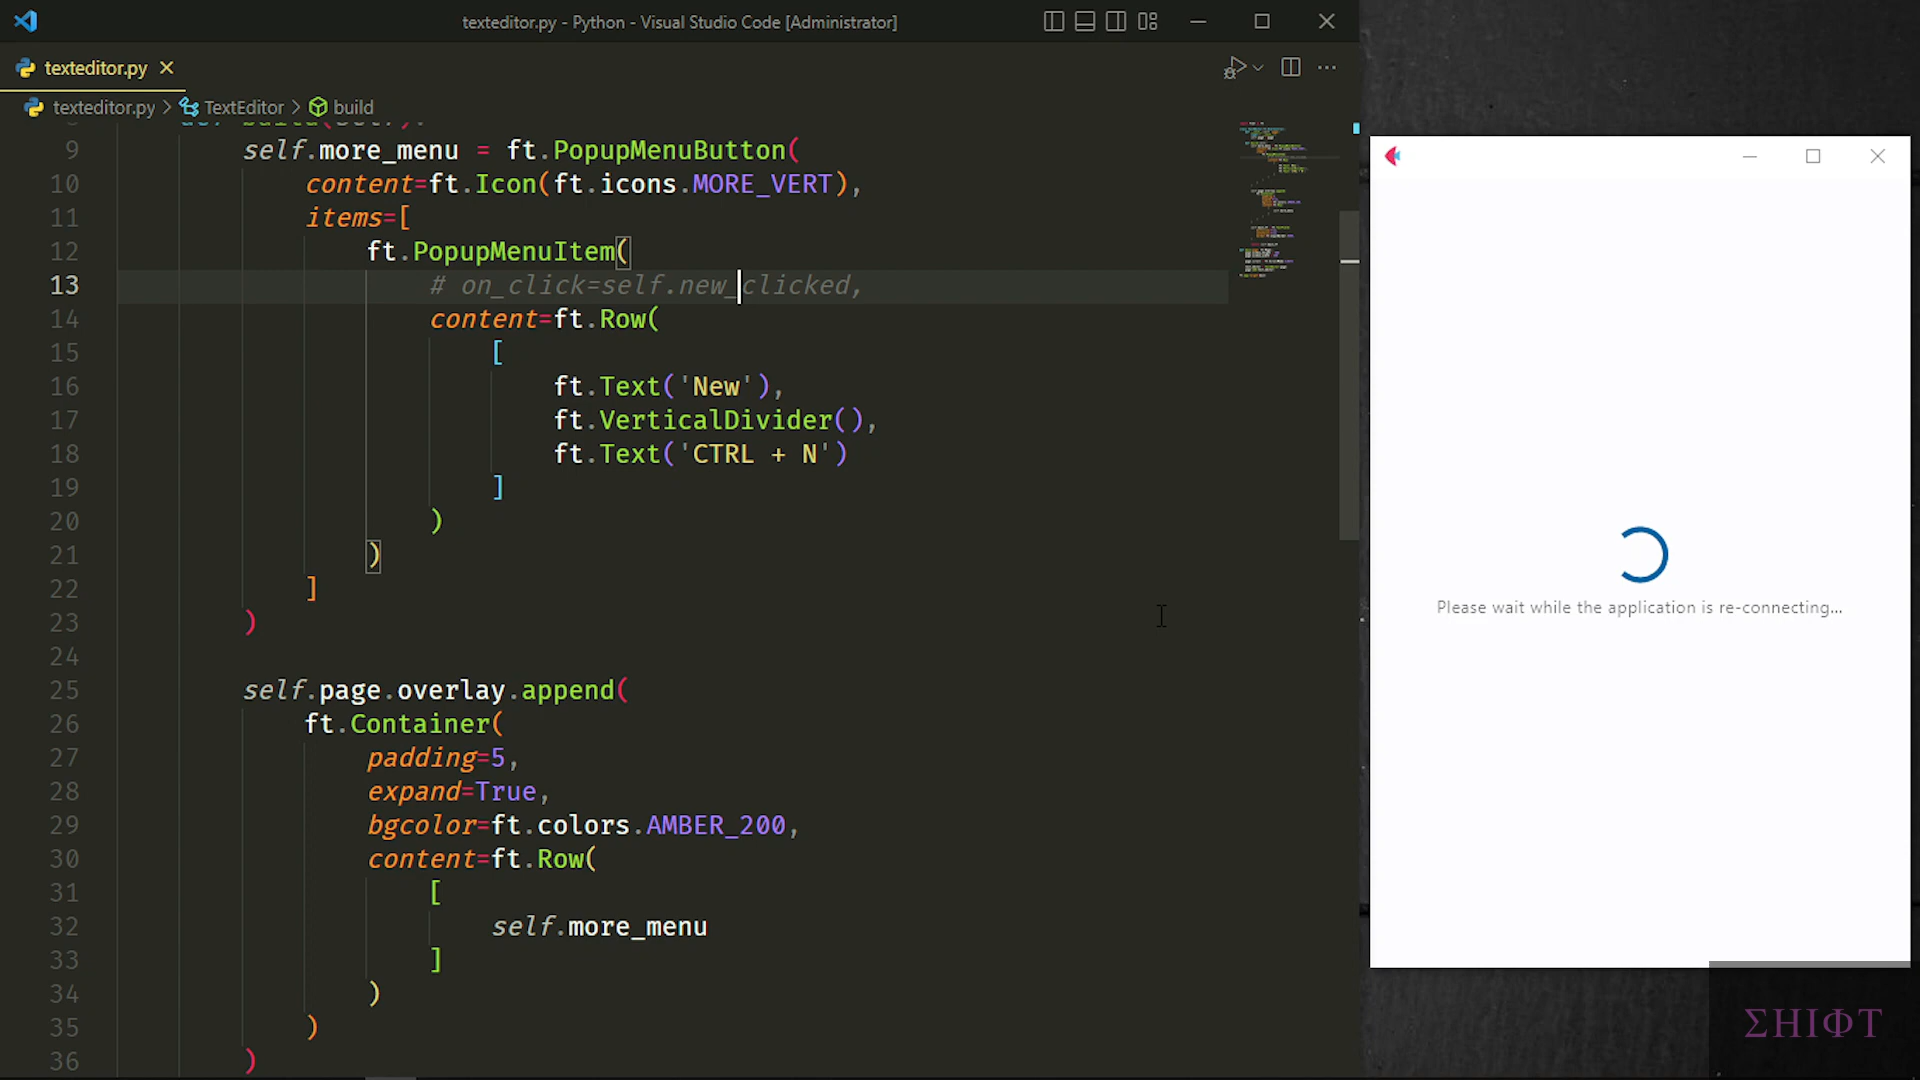 texteditor.py - Python - Visual Studio Code [Administrator]
texteditor.py
texteditor.py > TextEditor > build
9 self.more_menu = ft.PopupMenuButton(
10 content=ft.Icon(ft.icons.MORE_VERT),
11 items=[
12 ft.PopupMenuItem(
13 # on_click=self.new_clicked,
14 content=ft.Row(
15 [
16 ft.Text('New'),
17 ft.VerticalDivider(),
18 ft.Text('CTRL + N')
19 ]
20 )
21 )
22 ]
23 )
24
25 self.page.overlay.append(
26 ft.Container(
27 padding=5,
28 expand=True,
29 bgcolor=ft.colors.AMBER_200,
30 content=ft.Row(
31 [
32 self.more_menu
33 ]
34 )
35 )
36 )
Please wait while the application is re-connecting...
ΣHIΦT